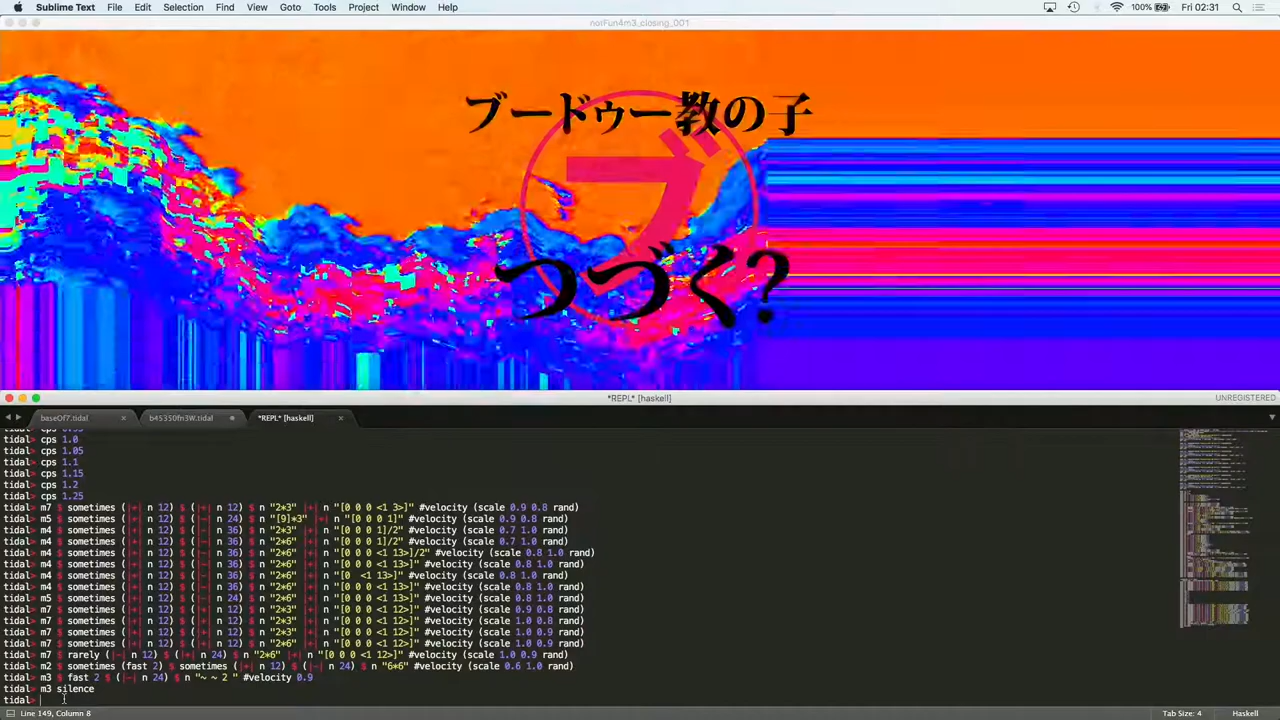 Sublime Text File Edit Selection Find View Goto Tools Project Window Help 100% Fri 02:31
notFun4m3_closing_001
ブードゥー教の子
ブ
つづく?
*REPL* [haskell] UNREGISTERED
baseOf7.tidal b45350fn3W.tidal *REPL* [haskell]
tidal> cps 1.0
tidal> cps 1.05
tidal> cps 1.1
tidal> cps 1.15
tidal> cps 1.2
tidal> cps 1.25
tidal> m7 $ sometimes (|+| n 12) $ (|+| n 12) $ n "2*3" |+| n "[0 0 0 <1 3>]" #velocity (scale 0.9 0.8 rand)
tidal> m5 $ sometimes (|+| n 12) $ (|-| n 24) $ n "[9]*3" |+| n "[0 0 0 1]" #velocity (scale 0.9 0.8 rand)
tidal> m4 $ sometimes (|+| n 12) $ (|-| n 36) $ n "2*3" |+| n "[0 0 0 1]/2" #velocity (scale 0.7 1.0 rand)
tidal> m4 $ sometimes (|+| n 12) $ (|-| n 36) $ n "2*6" |+| n "[0 0 0 1]/2" #velocity (scale 0.7 1.0 rand)
tidal> m4 $ sometimes (|+| n 12) $ (|-| n 36) $ n "2*6" |+| n "[0 0 0 <1 13>]/2" #velocity (scale 0.8 1.0 rand)
tidal> m4 $ sometimes (|+| n 12) $ (|-| n 36) $ n "2*6" |+| n "[0 0 0 <1 13>]" #velocity (scale 0.8 1.0 rand)
tidal> m4 $ sometimes (|+| n 12) $ (|-| n 36) $ n "2*6" |+| n "[0  <1 13>]" #velocity (scale 0.8 1.0 rand)
tidal> m4 $ sometimes (|+| n 12) $ (|-| n 36) $ n "2*6" |+| n "[0 0 0 <1 13>]" #velocity (scale 0.8 1.0 rand)
tidal> m5 $ sometimes (|+| n 12) $ (|-| n 24) $ n "2*6" |+| n "[0 0 0 <1 13>]" #velocity (scale 0.8 1.0 rand)
tidal> m7 $ sometimes (|+| n 12) $ (|+| n 12) $ n "2*3" |+| n "[0 0 0 <1 12>]" #velocity (scale 0.9 0.8 rand)
tidal> m7 $ sometimes (|+| n 12) $ (|+| n 12) $ n "2*3" |+| n "[0 0 0 <1 12>]" #velocity (scale 1.0 0.8 rand)
tidal> m7 $ sometimes (|+| n 12) $ (|+| n 12) $ n "2*3" |+| n "[0 0 0 <1 12>]" #velocity (scale 1.0 0.9 rand)
tidal> m7 $ sometimes (|+| n 12) $ (|+| n 12) $ n "2*6" |+| n "[0 0 0 <1 12>]" #velocity (scale 1.0 0.9 rand)
tidal> m7 $ rarely (|-| n 12) $ (|+| n 24) $ n "2*6" |+| n "[0 0 0 <1 12>]" #velocity (scale 1.0 0.9 rand)
tidal> m2 $ sometimes (fast 2) $ sometimes (|+| n 12) $ (|-| n 24) $ n "6*6" #velocity (scale 0.6 1.0 rand)
tidal> m3 $ fast 2 $ (|-| n 24) $ n "~ ~ 2 " #velocity 0.9
tidal> m3 silence
tidal>
Line 149, Column 8 Tab Size: 4 Haskell